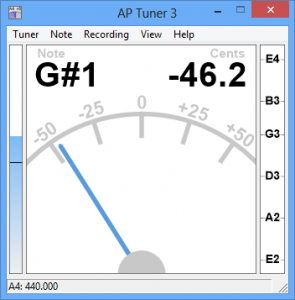 AP Tuner 3
Tuner Note Recording View Help
Note Cents
G#1 -46.2
-50 -25 0 +25 +50
E4
B3
G3
D3
A2
E2
A4: 440.000